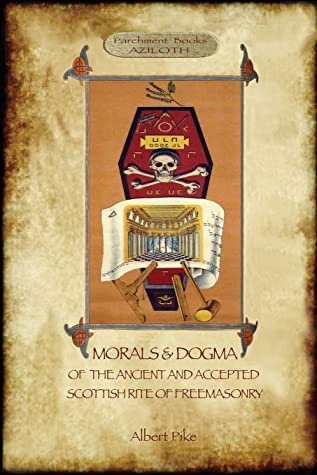 Parchment Books
AZILOTH
MORALS & DOGMA
OF THE ANCIENT AND ACCEPTED
SCOTTISH RITE OF FREEMASONRY
Albert Pike